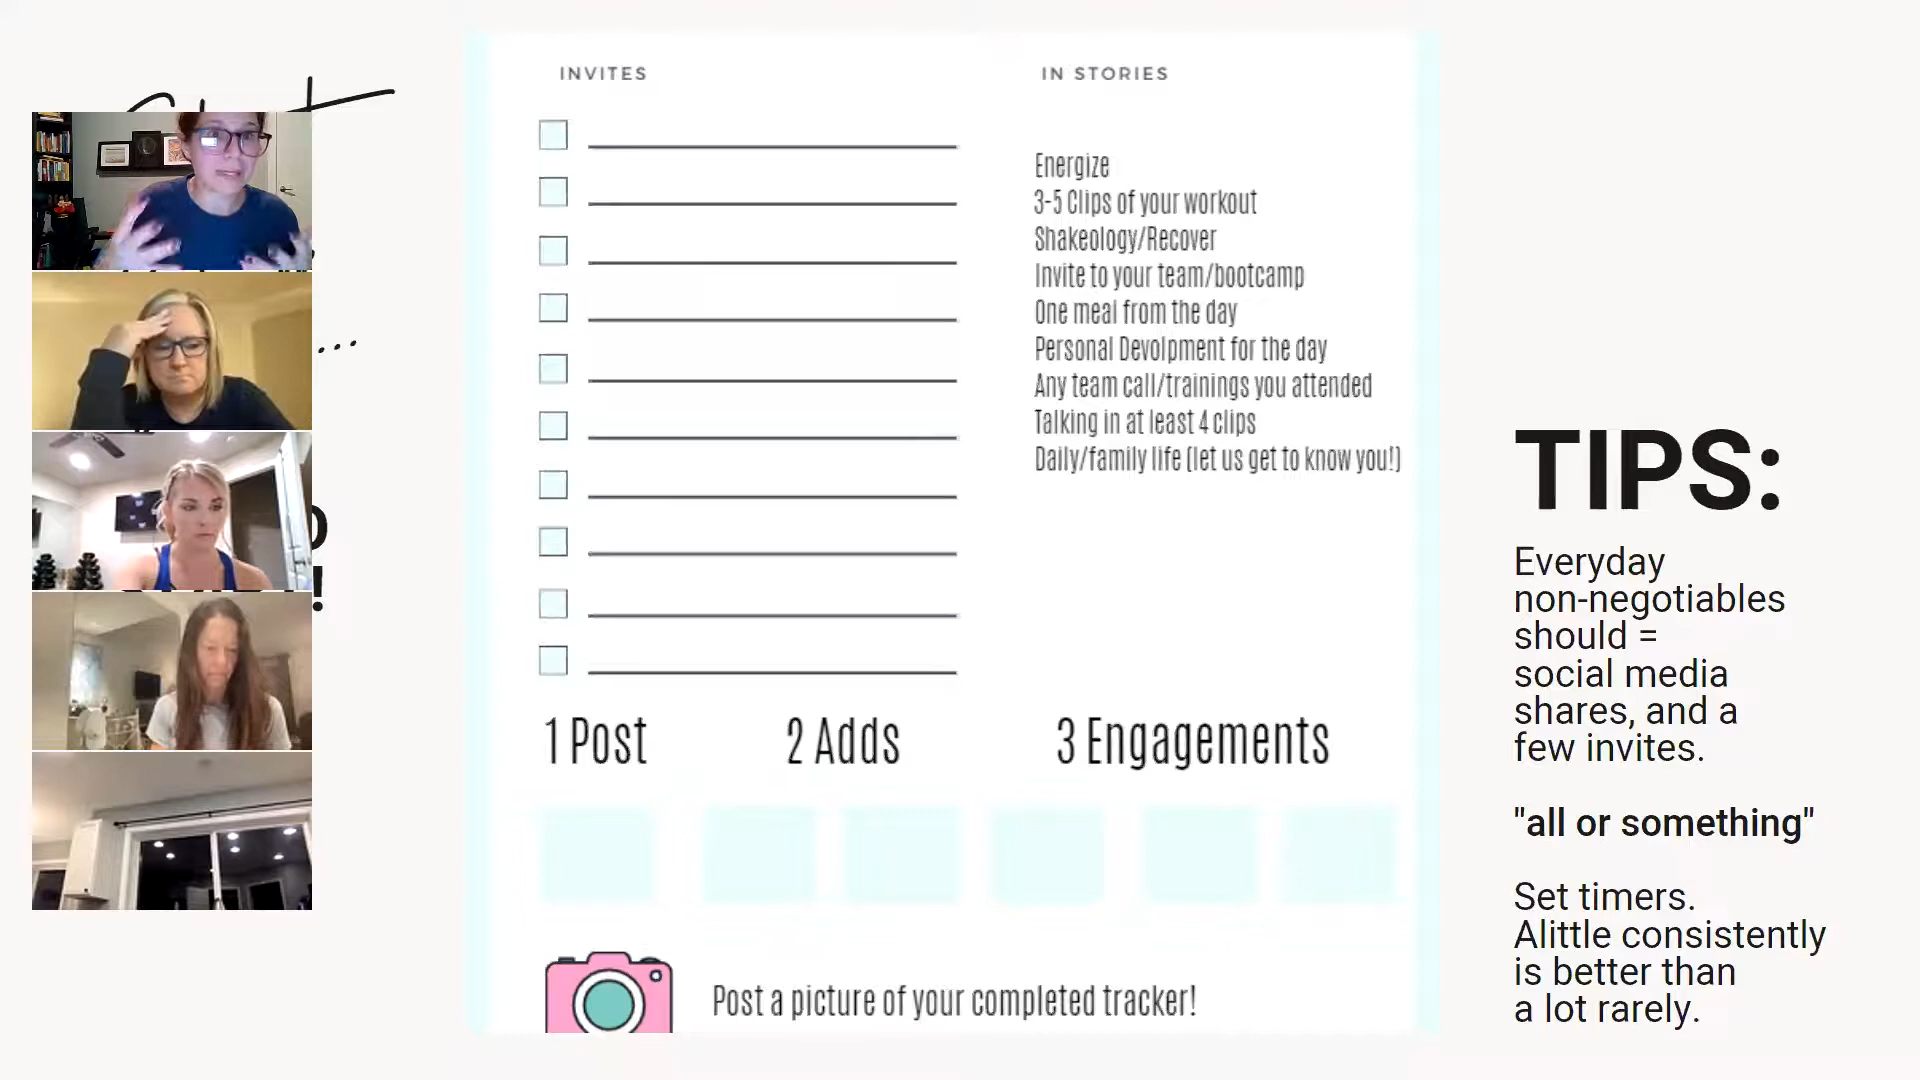 INVITES
IN STORIES
Energize
3-5 Clips of your workout
Shakeology/Recover
Invite to your team/bootcamp
One meal from the day
Personal Devolpment for the day
Any team call/trainings you attended
Talking in at least 4 clips
Daily/family life (let us get to know you!)
1 Post
2 Adds
3 Engagements
Post a picture of your completed tracker!
TIPS:
Everyday
non-negotiables
should =
social media
shares, and a
few invites.
"all or something"
Set timers.
Alittle consistently
is better than
a lot rarely.